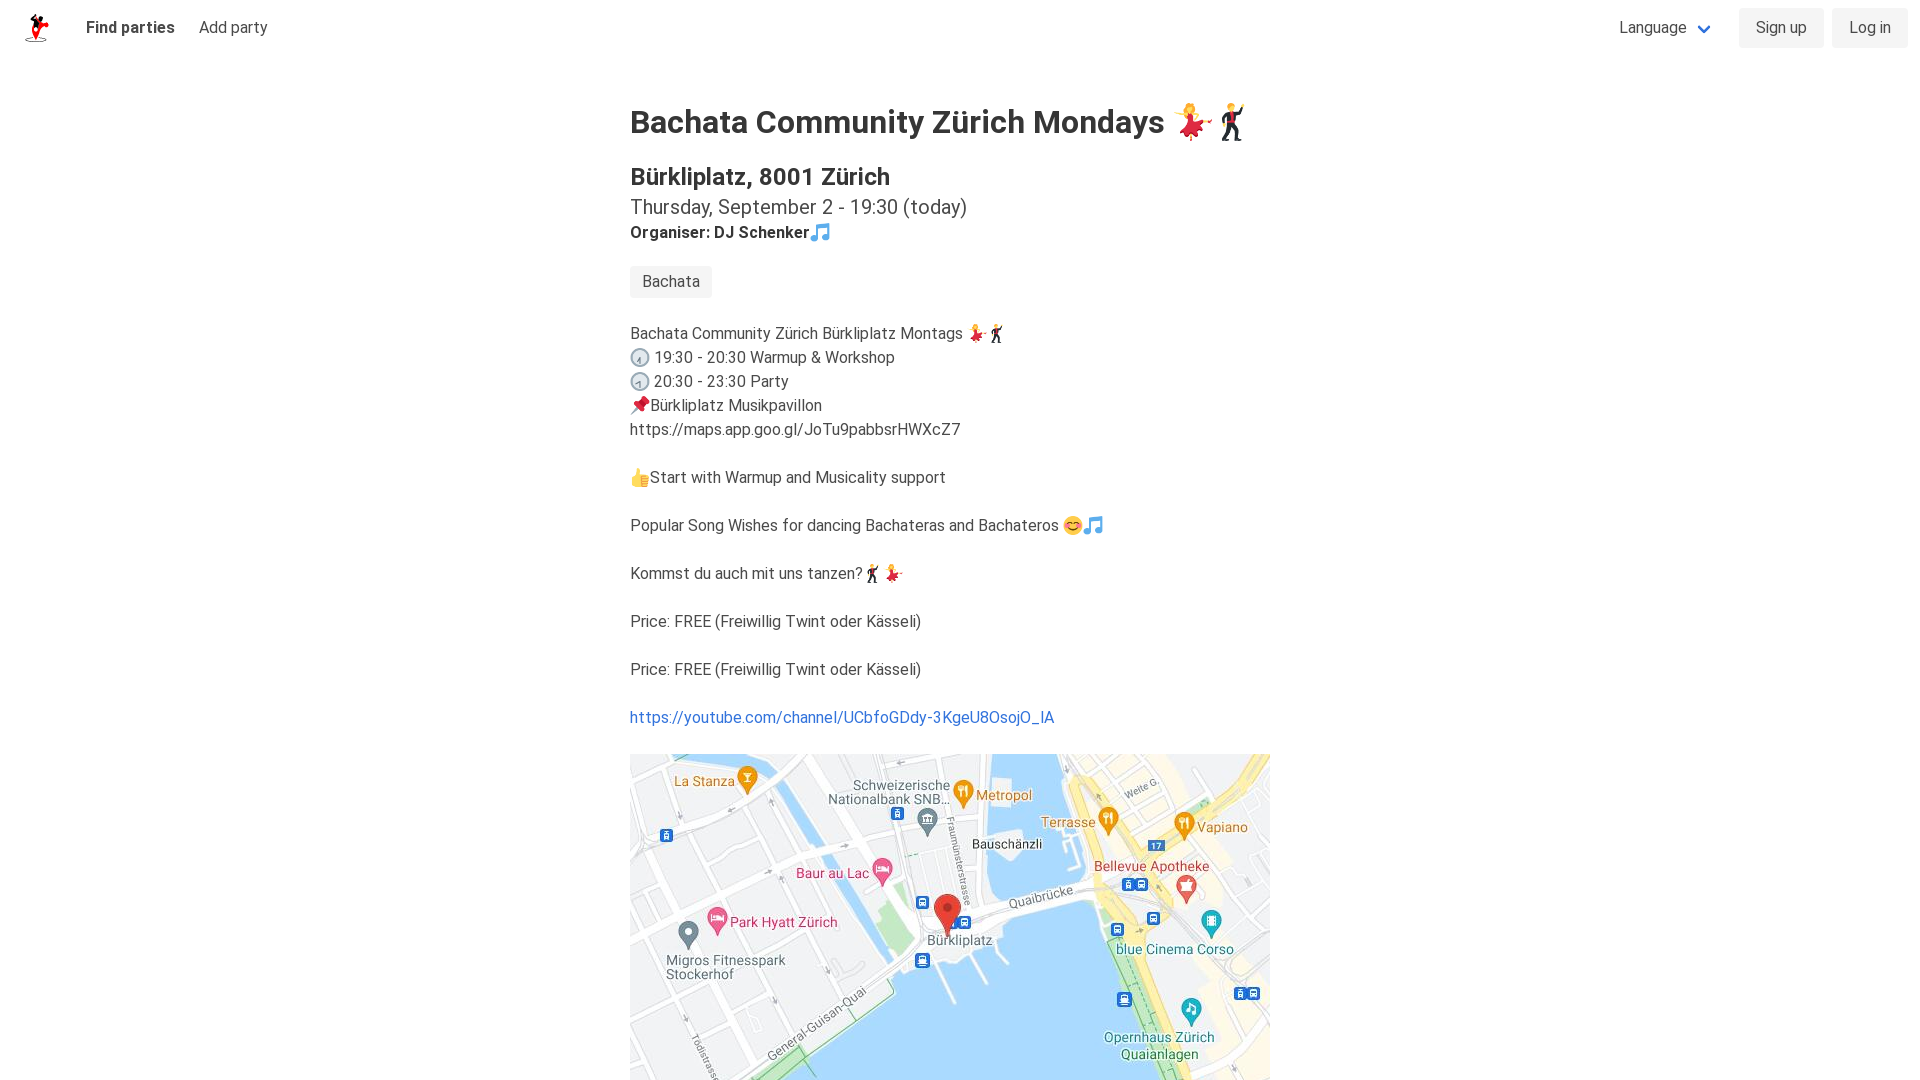 Find parties
Add party
Language
Sign up
Log in
Bachata Community Zürich Mondays 💃🕺
Bürkliplatz, 8001 Zürich
Thursday, September 2 - 19:30 (today)
Organiser: DJ Schenker🎵
Bachata
Bachata Community Zürich Bürkliplatz Montags 💃🕺
🕢 19:30 - 20:30 Warmup & Workshop
🕣 20:30 - 23:30 Party
📌Bürkliplatz Musikpavillon
https://maps.app.goo.gl/JoTu9pabbsrHWXcZ7
👍Start with Warmup and Musicality support
Popular Song Wishes for dancing Bachateras and Bachateros 😊🎵
Kommst du auch mit uns tanzen?🕺💃
Price: FREE (Freiwillig Twint oder Kässeli)
Price: FREE (Freiwillig Twint oder Kässeli)
https://youtube.com/channel/UCbfoGDdy-3KgeU8OsojO_lA
La Stanza
Schweizerische
Nationalbank SNB...
Metropol
Weite G.
Terrasse
Vapiano
Fraumünsterstrasse
Bauschänzli
17
Bellevue Apotheke
Baur au Lac
Quaibrücke
Park Hyatt Zürich
Bürkliplatz
blue Cinema Corso
Migros Fitnesspark
Stockerhof
General-Guisan-Quai
Tödistrasse
Opernhaus Zürich
Quaianlagen